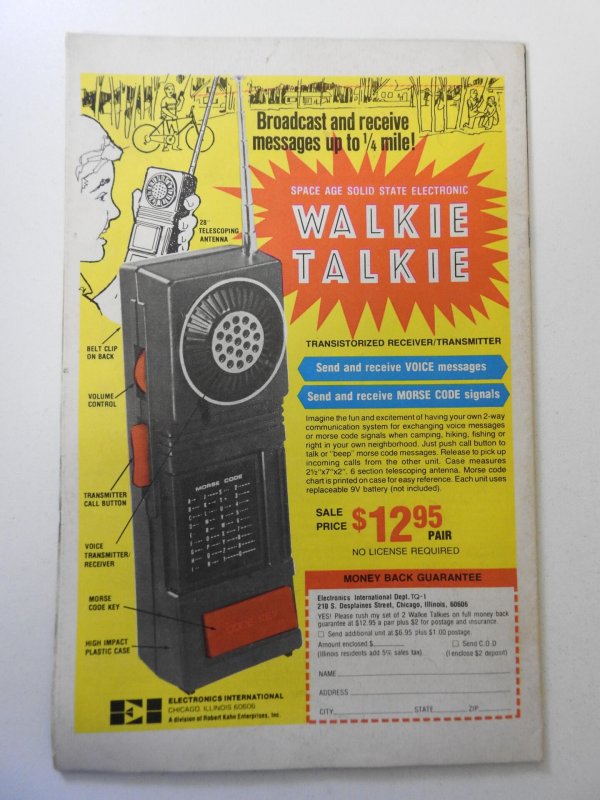 Broadcast and receive
messages up to 1/4 mile!
SPACE AGE SOLID STATE ELECTRONIC
WALKIE
TALKIE
28"
TELESCOPING
ANTENNA
TRANSISTORIZED RECEIVER/TRANSMITTER
Send and receive VOICE messages
Send and receive MORSE CODE signals
Imagine the fun and excitement of having your own 2-way
communication system for exchanging voice messages
or morse code signals when camping, hiking, fishing or
right in your own neighborhood. Just push call button to
talk or "beep" morse code messages. Release to pick up
incoming calls from the other unit. Case measures
2½"x7"x2". 6 section telescoping antenna. Morse code
chart is printed on case for easy reference. Each unit uses
replaceable 9V battery (not included).
SALE
PRICE $12.95
PAIR
NO LICENSE REQUIRED
BELT CLIP
ON BACK
VOLUME
CONTROL
TRANSMITTER
CALL BUTTON
VOICE
TRANSMITTER/
RECEIVER
MORSE
CODE KEY
HIGH IMPACT
PLASTIC CASE
MORSE CODE
MONEY BACK GUARANTEE
Electronics International Dept. TQ-1
210 S. Desplaines Street, Chicago, Illinois, 60606
YES! Please rush my set of 2 Walkie Talkies on full money back
guarantee at $12.95 a pair plus $2 for postage and insurance.
Send additional unit at $6.95 plus $1.00 postage.
Amount enclosed $ Send C.O.D
(Illinois residents add 5% sales tax) (I enclose $2 deposit)
NAME
ADDRESS
CITY STATE ZIP
ELECTRONICS INTERNATIONAL
CHICAGO, ILLINOIS 60606
A division of Robert Kahn Enterprises, Inc.